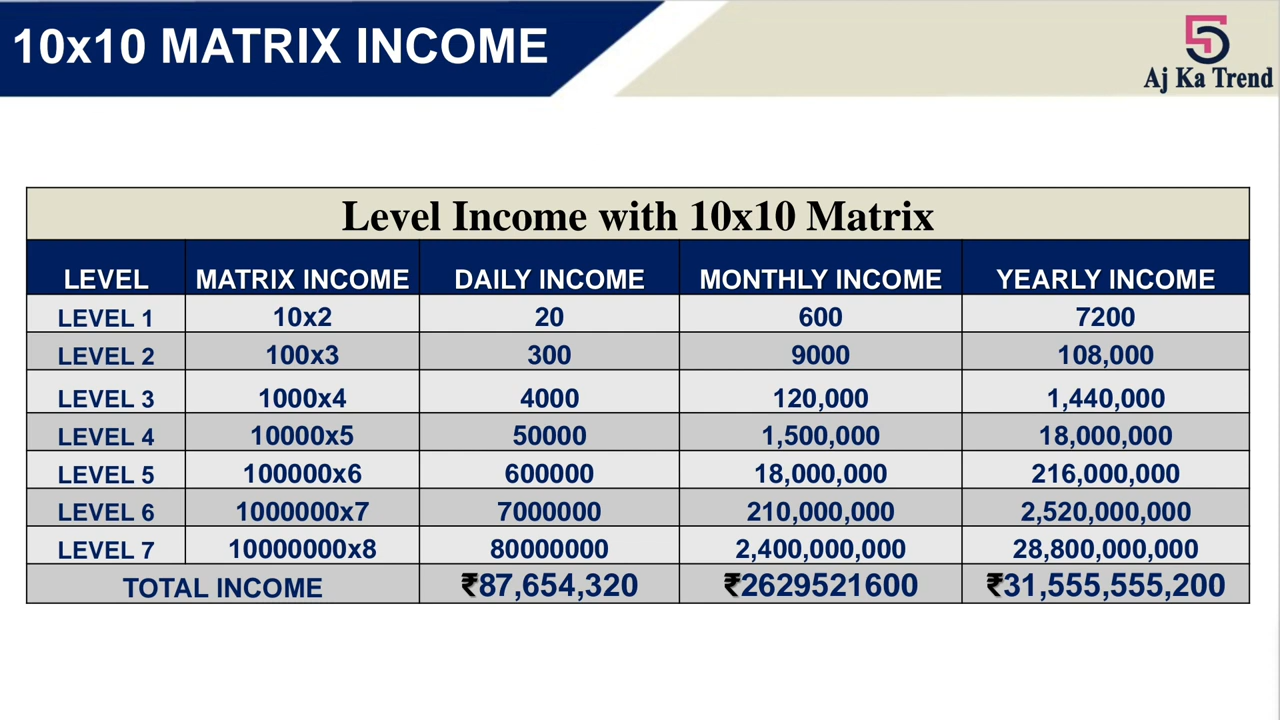 10x10 MATRIX INCOME
Aj Ka Trend
Level Income with 10x10 Matrix
LEVEL MATRIX INCOME DAILY INCOME MONTHLY INCOME YEARLY INCOME
LEVEL 1 10x2 20 600 7200
LEVEL 2 100x3 300 9000 108,000
LEVEL 3 1000x4 4000 120,000 1,440,000
LEVEL 4 10000x5 50000 1,500,000 18,000,000
LEVEL 5 100000x6 600000 18,000,000 216,000,000
LEVEL 6 1000000x7 7000000 210,000,000 2,520,000,000
LEVEL 7 10000000x8 80000000 2,400,000,000 28,800,000,000
TOTAL INCOME ₹87,654,320 ₹2629521600 ₹31,555,555,200